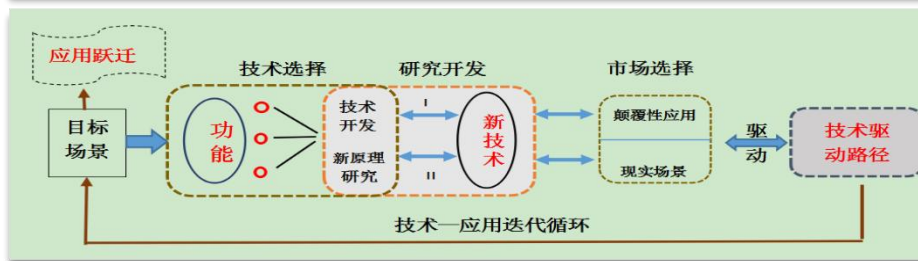 应用跃迁
技术选择
研究开发
市场选择
目标
场景
功
能
技术
开发
新原理
研究
I
II
新
技
术
颠覆性应用
现实场景
驱
动
技术驱
动路径
技术—应用迭代循环